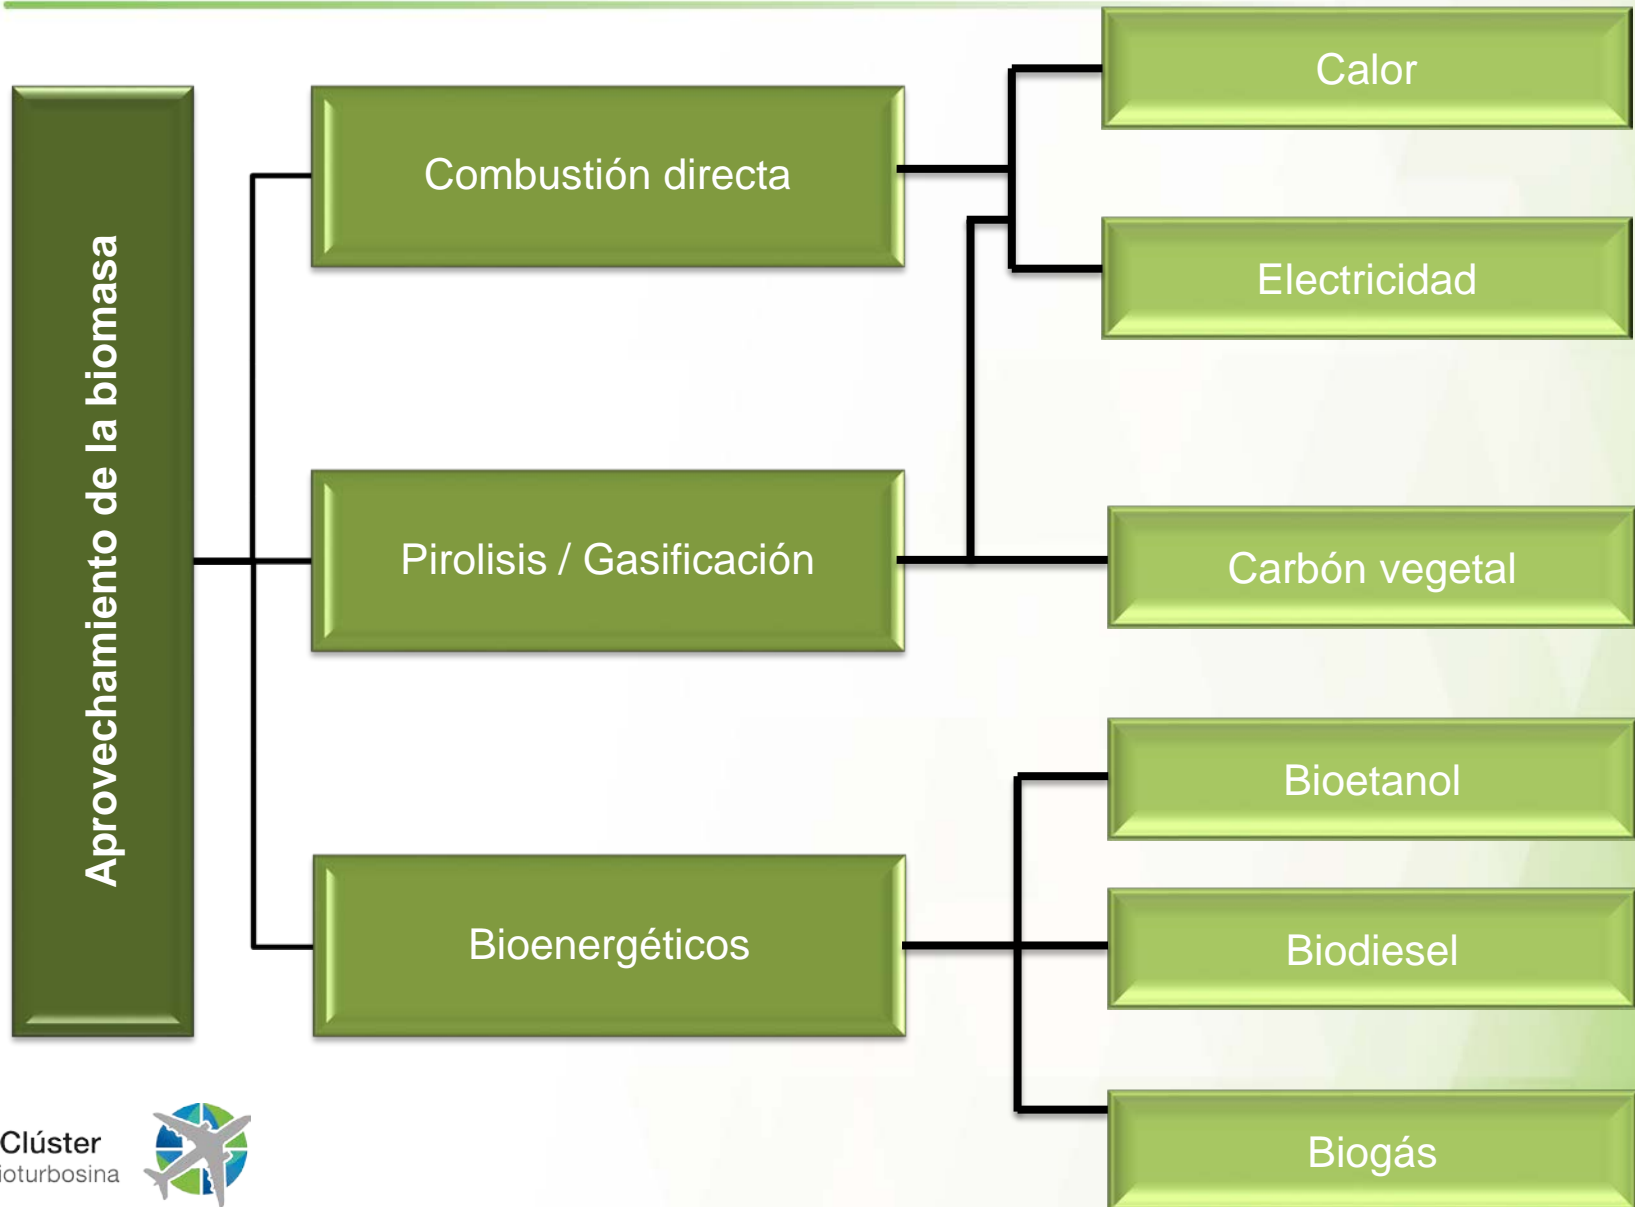 Aprovechamiento de la biomasa
Combustión directa
Calor
Electricidad
Pirolisis / Gasificación
Carbón vegetal
Bioenergéticos
Bioetanol
Biodiesel
Biogás
Clúster
ioturbosina